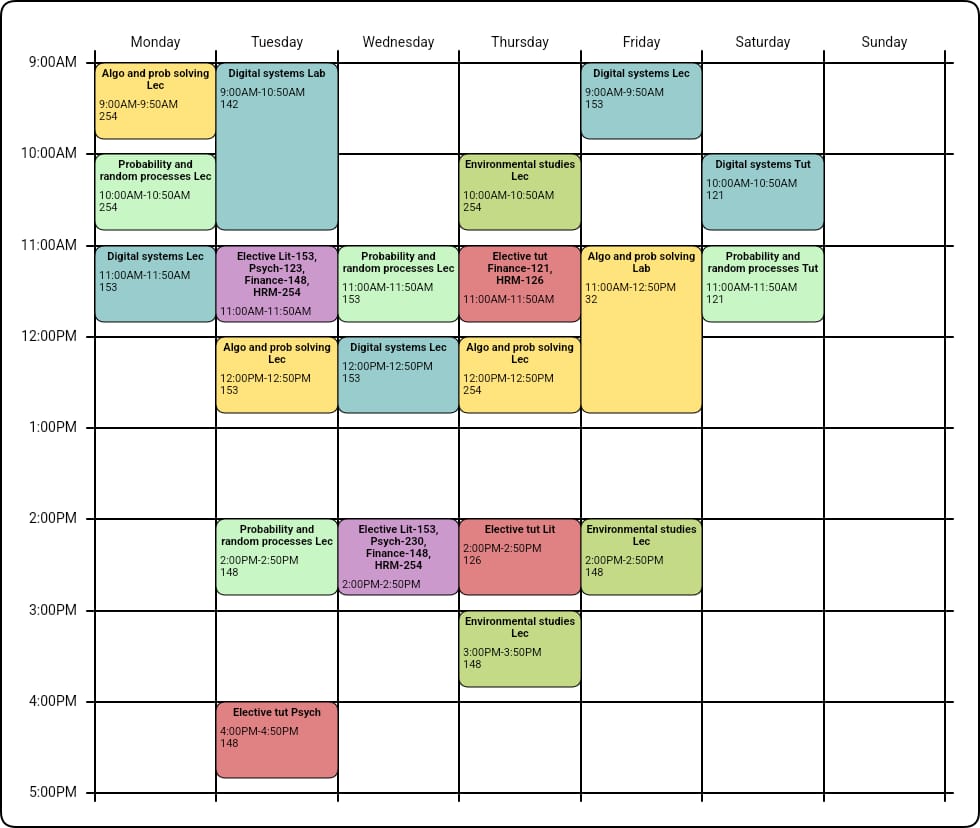 Monday
Tuesday
Wednesday
Thursday
Friday
Saturday
Sunday
9:00AM
Algo and prob solving
Lec
9:00AM-9:50AM
254
Digital systems Lab
9:00AM-10:50AM
142
Digital systems Lec
9:00AM-9:50AM
153
10:00AM
Probability and
random processes Lec
10:00AM-10:50AM
254
Environmental studies
Lec
10:00AM-10:50AM
254
Digital systems Tut
10:00AM-10:50AM
121
11:00AM
Digital systems Lec
11:00AM-11:50AM
153
Elective Lit-153,
Psych-123,
Finance-148,
HRM-254
11:00AM-11:50AM
Probability and
random processes Lec
11:00AM-11:50AM
153
Elective tut
Finance-121,
HRM-126
11:00AM-11:50AM
Algo and prob solving
Lab
11:00AM-12:50PM
32
Probability and
random processes Tut
11:00AM-11:50AM
121
12:00PM
Algo and prob solving
Lec
12:00PM-12:50PM
153
Digital systems Lec
12:00PM-12:50PM
153
Algo and prob solving
Lec
12:00PM-12:50PM
254
1:00PM
2:00PM
Probability and
random processes Lec
2:00PM-2:50PM
148
Elective Lit-153,
Psych-230,
Finance-148,
HRM-254
2:00PM-2:50PM
Elective tut Lit
2:00PM-2:50PM
126
Environmental studies
Lec
2:00PM-2:50PM
148
3:00PM
Environmental studies
Lec
3:00PM-3:50PM
148
4:00PM
Elective tut Psych
4:00PM-4:50PM
148
5:00PM